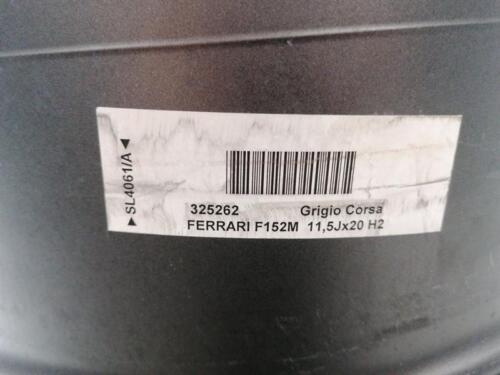 ▶SL4061/A◀
325262 Grigio Corsa
FERRARI F152M 11,5Jx20 H2